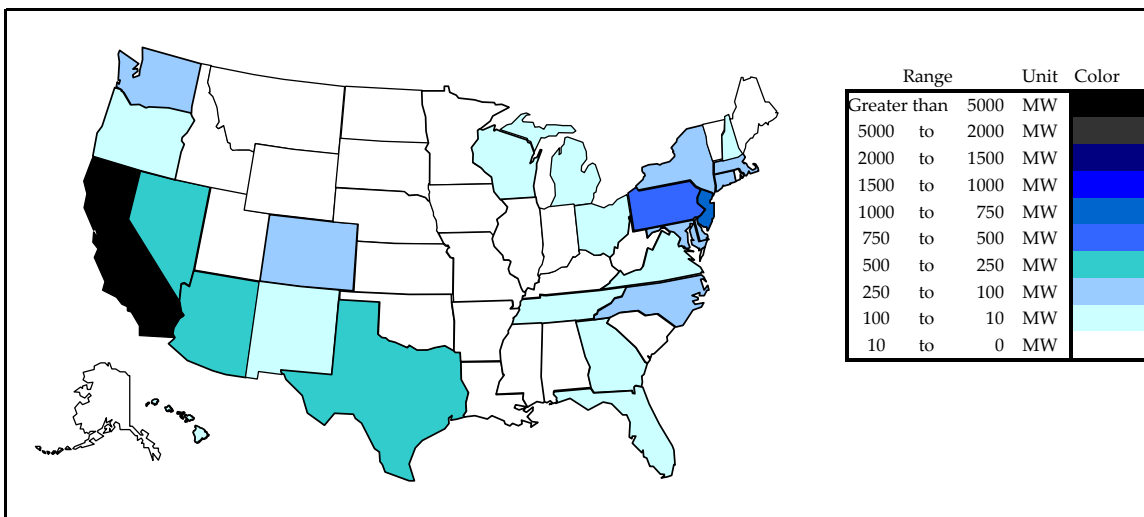 Range Unit Color
Greater than 5000 MW
5000 to 2000 MW
2000 to 1500 MW
1500 to 1000 MW
1000 to 750 MW
750 to 500 MW
500 to 250 MW
250 to 100 MW
100 to 10 MW
10 to 0 MW